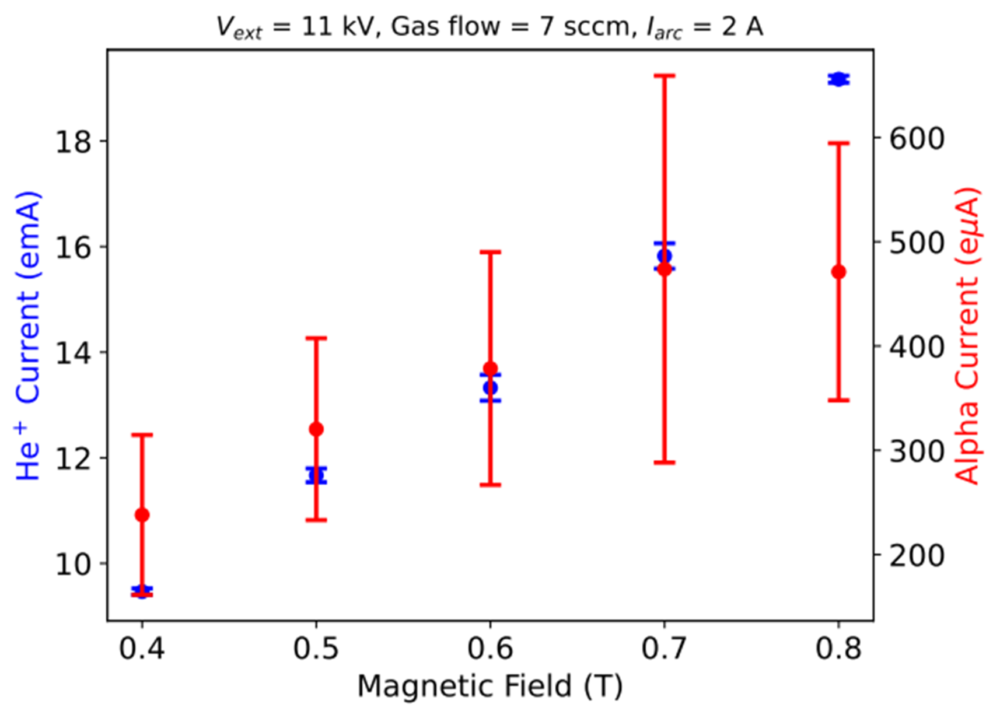 V_ext = 11 kV, Gas flow = 7 sccm, I_arc = 2 A
He⁺ Current (emA)
18
16
14
12
10
600
500
400
300
200
Alpha Current (eμA)
0.4 0.5 0.6 0.7 0.8
Magnetic Field (T)